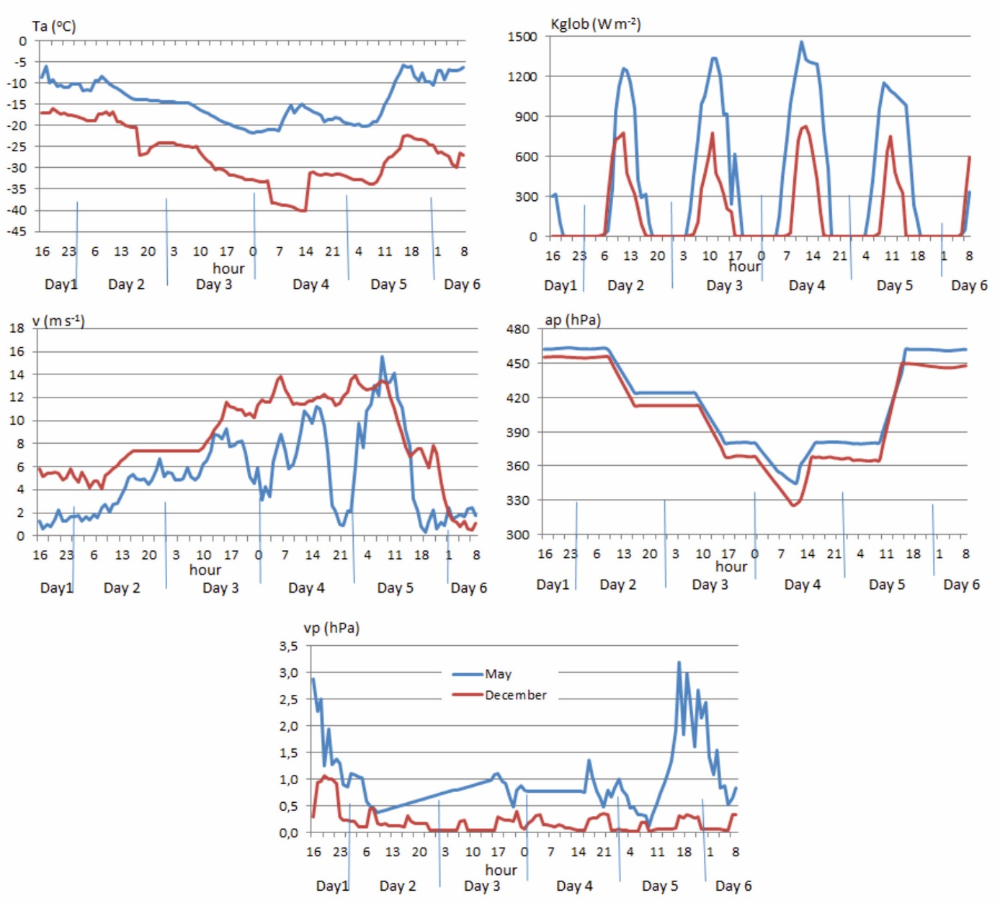 Ta (°C)
0
-5
-10
-15
-20
-25
-30
-35
-40
-45
16 23 6 13 20 3 10 17 0 7 14 21 4 11 18 1 8
hour
Day1 Day 2 Day 3 Day 4 Day 5 Day 6
Kglob (W m-2)
1500
1200
900
600
300
0
16 23 6 13 20 3 10 17 0 7 14 21 4 11 18 1 8
hour
Day1 Day 2 Day 3 Day 4 Day 5 Day 6
v (m s-1)
18
16
14
12
10
8
6
4
2
0
16 23 6 13 20 3 10 17 0 7 14 21 4 11 18 1 8
hour
Day1 Day 2 Day 3 Day 4 Day 5 Day 6
ap (hPa)
480
450
420
390
360
330
300
16 23 6 13 20 3 10 17 0 7 14 21 4 11 18 1 8
hour
Day1 Day 2 Day 3 Day 4 Day 5 Day 6
vp (hPa)
3,5
3,0
2,5
2,0
1,5
1,0
0,5
0,0
May
December
16 23 6 13 20 3 10 17 0 7 14 21 4 11 18 1 8
hour
Day1 Day 2 Day 3 Day 4 Day 5 Day 6